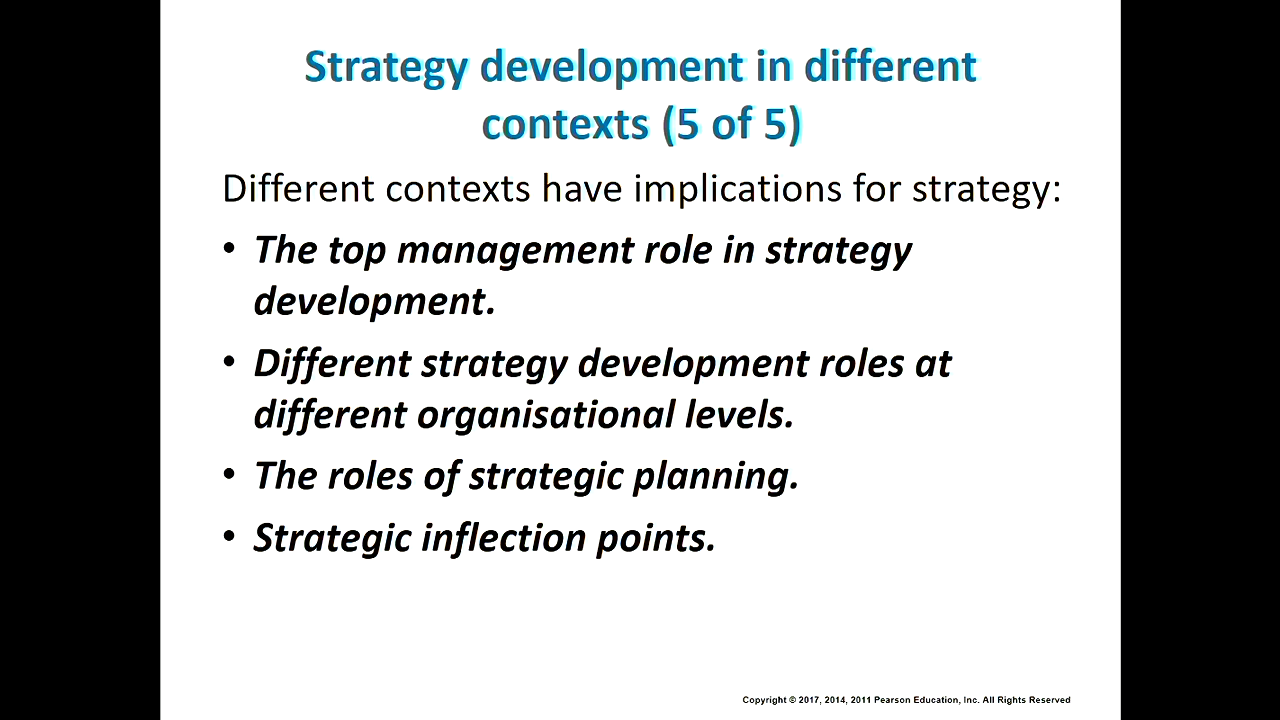 Strategy development in different
contexts (5 of 5)
Different contexts have implications for strategy:
• The top management role in strategy
development.
• Different strategy development roles at
different organisational levels.
• The roles of strategic planning.
• Strategic inflection points.
Copyright © 2017, 2014, 2011 Pearson Education, Inc. All Rights Reserved